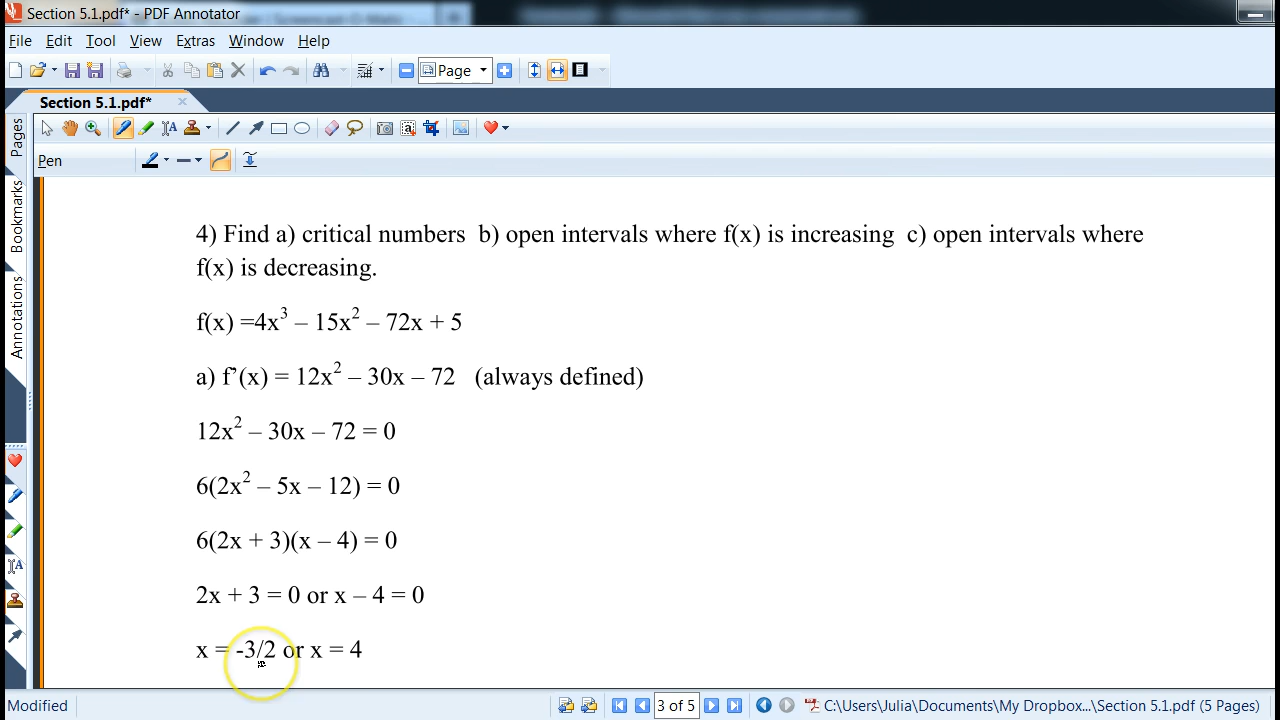 Section 5.1.pdf* - PDF Annotator
File Edit Tool View Extras Window Help
Page
Section 5.1.pdf*
Pen
Pages
Bookmarks
Annotations
4) Find a) critical numbers b) open intervals where f(x) is increasing c) open intervals where
f(x) is decreasing.
f(x) =4x³ – 15x² – 72x + 5
a) f’(x) = 12x² – 30x – 72 (always defined)
12x² – 30x – 72 = 0
6(2x² – 5x – 12) = 0
6(2x + 3)(x – 4) = 0
2x + 3 = 0 or x – 4 = 0
x = -3/2 or x = 4
Modified
3 of 5
C:\Users\Julia\Documents\My Dropbox...\Section 5.1.pdf (5 Pages)